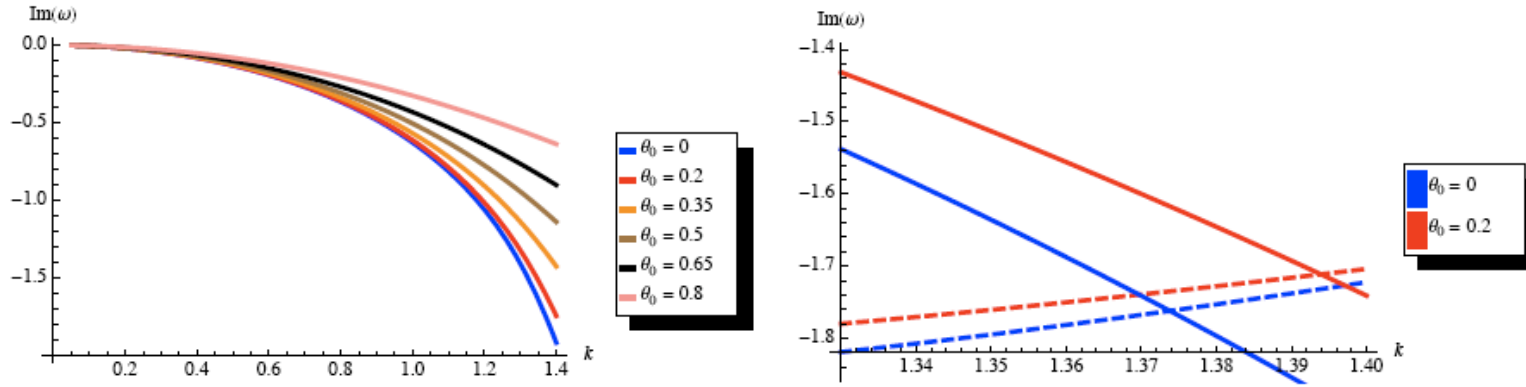 Im(ω)
0.0
−0.5
−1.0
−1.5
0.2 0.4 0.6 0.8 1.0 1.2 1.4 k
θ0 = 0
θ0 = 0.2
θ0 = 0.35
θ0 = 0.5
θ0 = 0.65
θ0 = 0.8
Im(ω)
−1.4
−1.5
−1.6
−1.7
−1.8
1.34 1.35 1.36 1.37 1.38 1.39 1.40 k
θ0 = 0
θ0 = 0.2